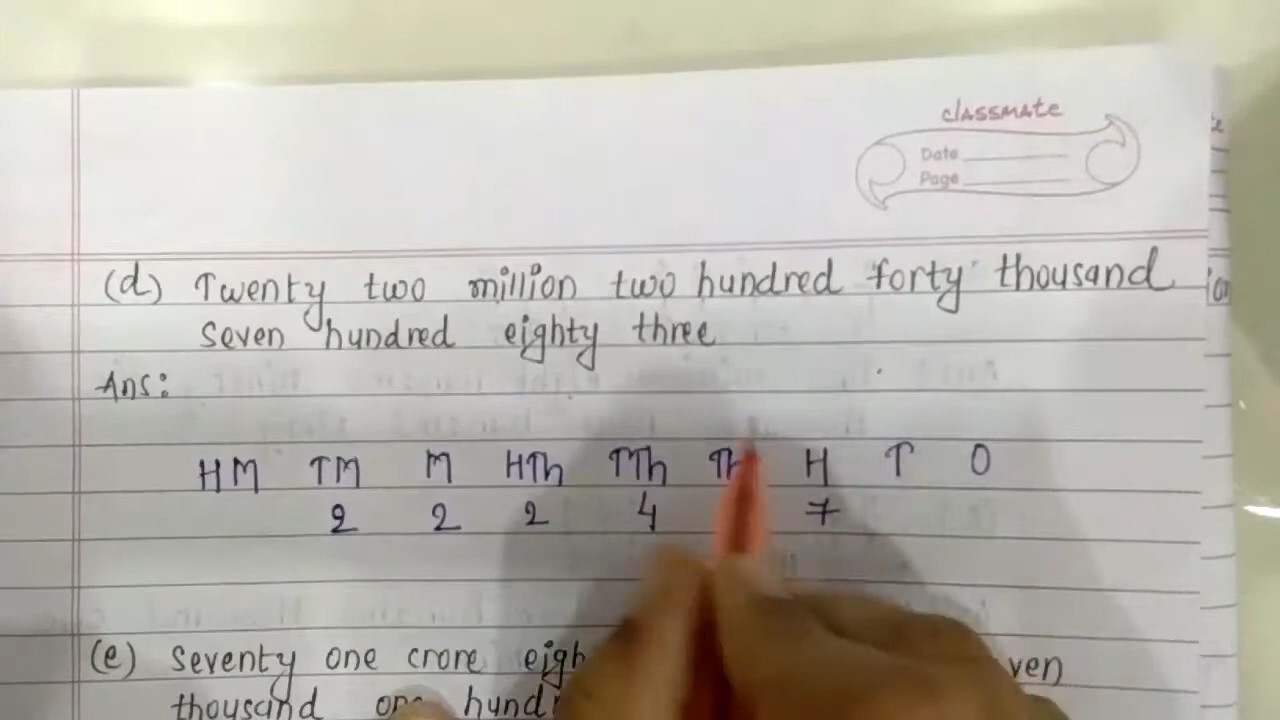 classmate
Date
Page
(d) Twenty two million two hundred forty thousand
seven hundred eighty three
Ans:
HM TM M HTh TTh Th H T O
2 2 2 4 7
(e) Seventy one crore
thousand